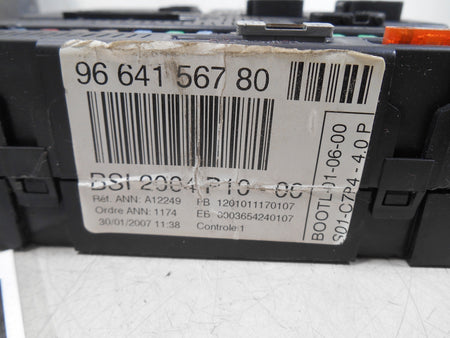 96 641 567 80
BSI 2004 P10 - 00
Réf. ANN: A12249 PB 1201011170107
Ordre ANN: 1174 EB 8003654240107
30/01/2007 11:38 Controle:1
BOOTL-01-06-00
S01-C7P4 - 4.0 P